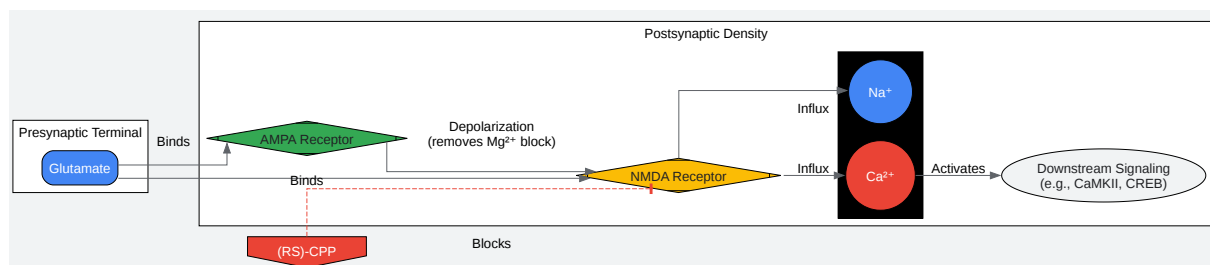 Postsynaptic Density
Presynaptic Terminal
Glutamate
Binds
AMPA Receptor
Depolarization
(removes Mg²⁺ block)
Binds
NMDA Receptor
Influx
Na⁺
Influx
Ca²⁺
Activates
Downstream Signaling
(e.g., CaMKII, CREB)
(RS)-CPP
Blocks